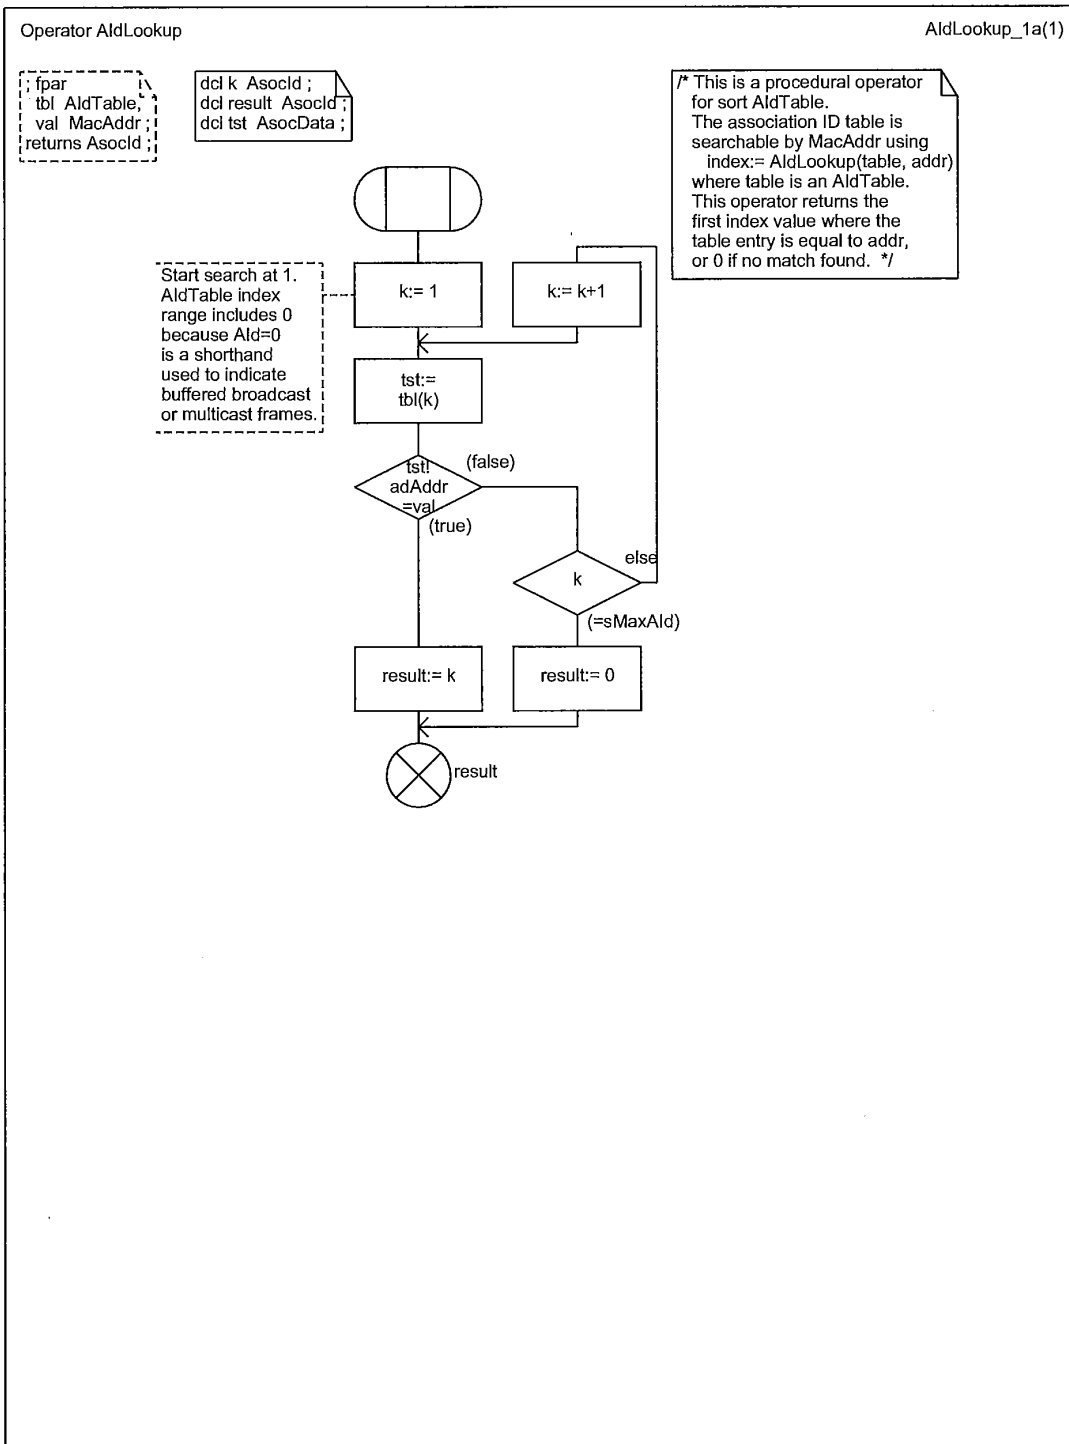 Operator AIdLookup
AIdLookup_1a(1)
; fpar
tbl AIdTable,
val MacAddr ;
returns AsocId ;
dcl k AsocId ;
dcl result AsocId ;
dcl tst AsocData ;
/* This is a procedural operator
for sort AIdTable.
The association ID table is
searchable by MacAddr using
index:= AIdLookup(table, addr)
where table is an AIdTable.
This operator returns the
first index value where the
table entry is equal to addr,
or 0 if no match found. */
Start search at 1.
AIdTable index
range includes 0
because AId=0
is a shorthand
used to indicate
buffered broadcast
or multicast frames.
k:= 1
k:= k+1
tst:=
tbl(k)
tst!
adAddr
=val
(false)
(true)
else
k
(=sMaxAId)
result:= k
result:= 0
result